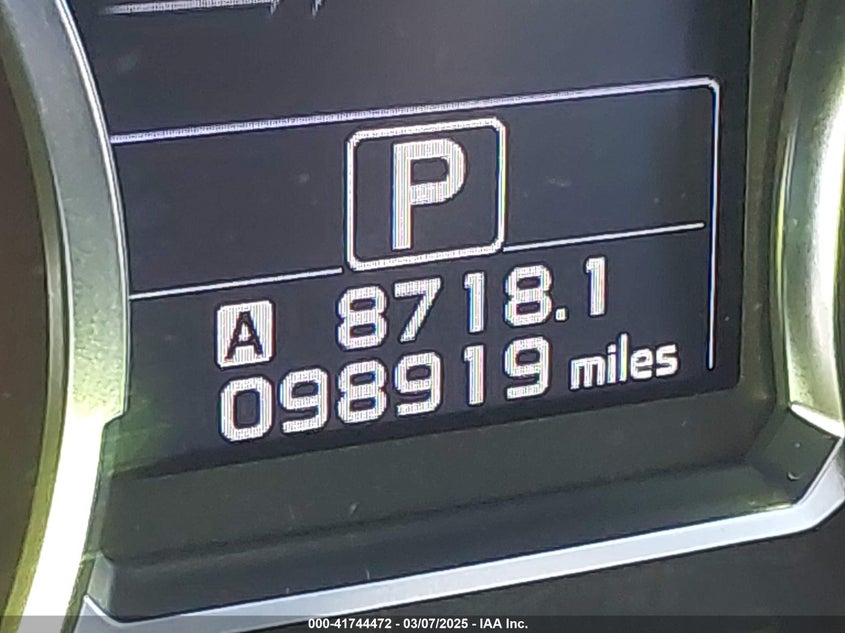 P
A 8718.1
098919 miles
000-41744472 - 03/07/2025 - IAA Inc.